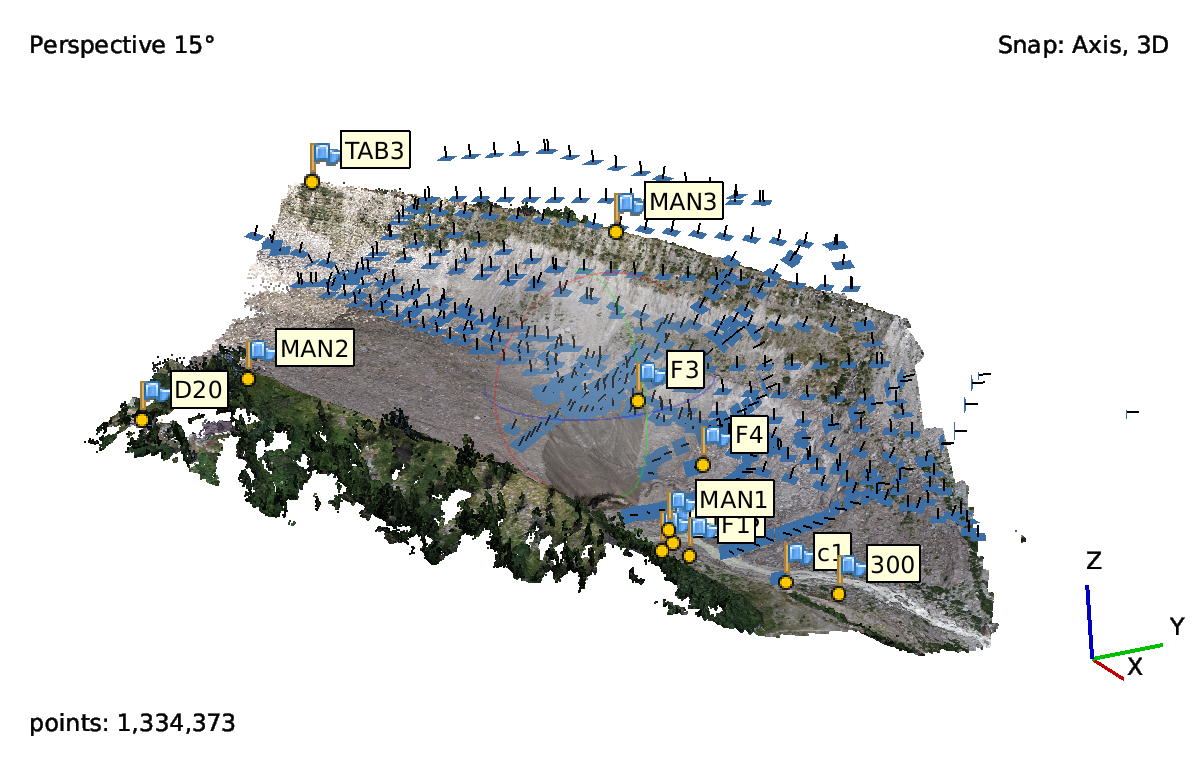 Perspective 15°
Snap: Axis, 3D
TAB3
MAN3
MAN2
F3
D20
F4
MAN1
F1
c1
300
Z
Y
X
points: 1,334,373